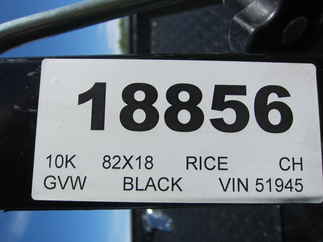 18856
10K 82X18 RICE CH
GVW BLACK VIN 51945